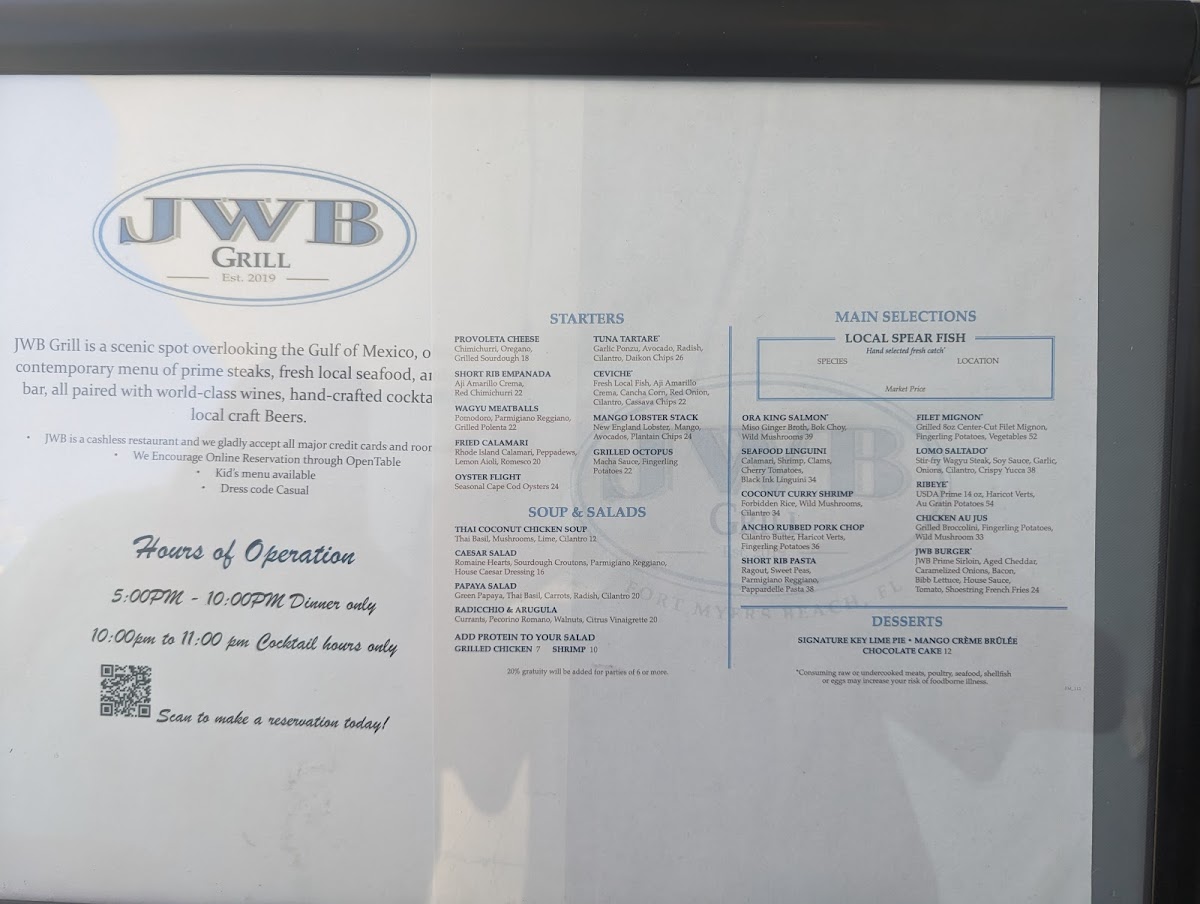 JWB
GRILL
Est. 2019
JWB Grill is a scenic spot overlooking the Gulf of Mexico, o
contemporary menu of prime steaks, fresh local seafood, an
bar, all paired with world-class wines, hand-crafted cockta
local craft Beers.
• JWB is a cashless restaurant and we gladly accept all major credit cards and room
• We Encourage Online Reservation through OpenTable
• Kid's menu available
• Dress code Casual
Hours of Operation
5:00PM - 10:00PM Dinner only
10:00pm to 11:00 pm Cocktail hours only
Scan to make a reservation today!
STARTERS
PROVOLETA CHEESE
Chimichurri, Oregano,
Grilled Sourdough 18
SHORT RIB EMPANADA
Aji Amarillo Crema,
Red Chimichurri 22
WAGYU MEATBALLS
Pomodoro, Parmigiano Reggiano,
Grilled Polenta 22
FRIED CALAMARI
Rhode Island Calamari, Peppadews,
Lemon Aioli, Romesco 20
OYSTER FLIGHT
Seasonal Cape Cod Oysters 24
TUNA TARTARE*
Garlic Ponzu, Avocado, Radish,
Cilantro, Daikon Chips 26
CEVICHE*
Fresh Local Fish, Aji Amarillo
Crema, Cancha Corn, Red Onion,
Cilantro, Cassava Chips 22
MANGO LOBSTER STACK
New England Lobster, Mango,
Avocados, Plantain Chips 24
GRILLED OCTOPUS
Macha Sauce, Fingerling
Potatoes 22
SOUP & SALADS
THAI COCONUT CHICKEN SOUP
Thai Basil, Mushrooms, Lime, Cilantro 12
CAESAR SALAD
Romaine Hearts, Sourdough Croutons, Parmigiano Reggiano,
House Caesar Dressing 16
PAPAYA SALAD
Green Papaya, Thai Basil, Carrots, Radish, Cilantro 20
RADICCHIO & ARUGULA
Currants, Pecorino Romano, Walnuts, Citrus Vinaigrette 20
ADD PROTEIN TO YOUR SALAD
GRILLED CHICKEN 7 SHRIMP 10
20% gratuity will be added for parties of 6 or more.
MAIN SELECTIONS
LOCAL SPEAR FISH
Hand selected fresh catch*
SPECIES LOCATION
Market Price
ORA KING SALMON*
Miso Ginger Broth, Bok Choy,
Wild Mushrooms 39
SEAFOOD LINGUINI
Calamari, Shrimp, Clams,
Cherry Tomatoes,
Black Ink Linguini 34
COCONUT CURRY SHRIMP
Forbidden Rice, Wild Mushrooms,
Cilantro 34
ANCHO RUBBED PORK CHOP
Cilantro Butter, Haricot Verts,
Fingerling Potatoes 36
SHORT RIB PASTA
Ragout, Sweet Peas,
Parmigiano Reggiano,
Pappardelle Pasta 38
FILET MIGNON*
Grilled 8oz Center-Cut Filet Mignon,
Fingerling Potatoes, Vegetables 52
LOMO SALTADO*
Stir-fry Wagyu Steak, Soy Sauce, Garlic,
Onions, Cilantro, Crispy Yucca 38
RIBEYE*
USDA Prime 14 oz, Haricot Verts,
Au Gratin Potatoes 54
CHICKEN AU JUS
Grilled Broccolini, Fingerling Potatoes,
Wild Mushroom 33
JWB BURGER*
JWB Prime Sirloin, Aged Cheddar,
Caramelized Onions, Bacon,
Bibb Lettuce, House Sauce,
Tomato, Shoestring French Fries 24
JWB
GRILL
FORT MYERS BEACH, FL
DESSERTS
SIGNATURE KEY LIME PIE • MANGO CRÈME BRÛLÉE
CHOCOLATE CAKE 12
*Consuming raw or undercooked meats, poultry, seafood, shellfish
or eggs may increase your risk of foodborne illness.